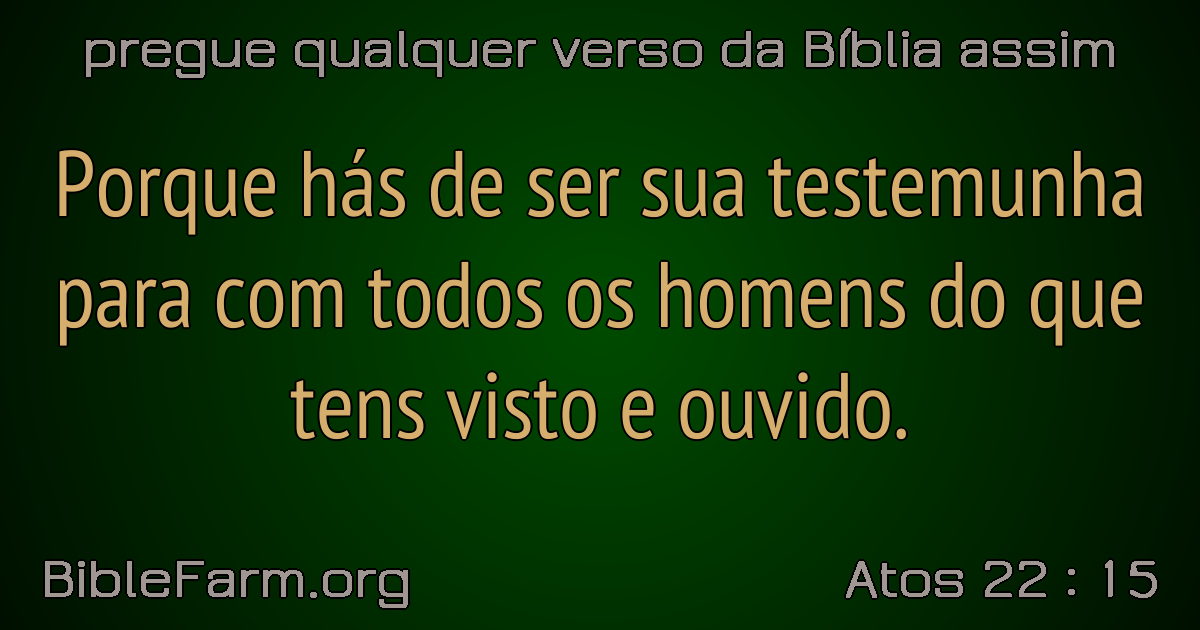 pregue qualquer verso da Bíblia assim
Porque hás de ser sua testemunha
para com todos os homens do que
tens visto e ouvido.
BibleFarm.org
Atos 22 : 15